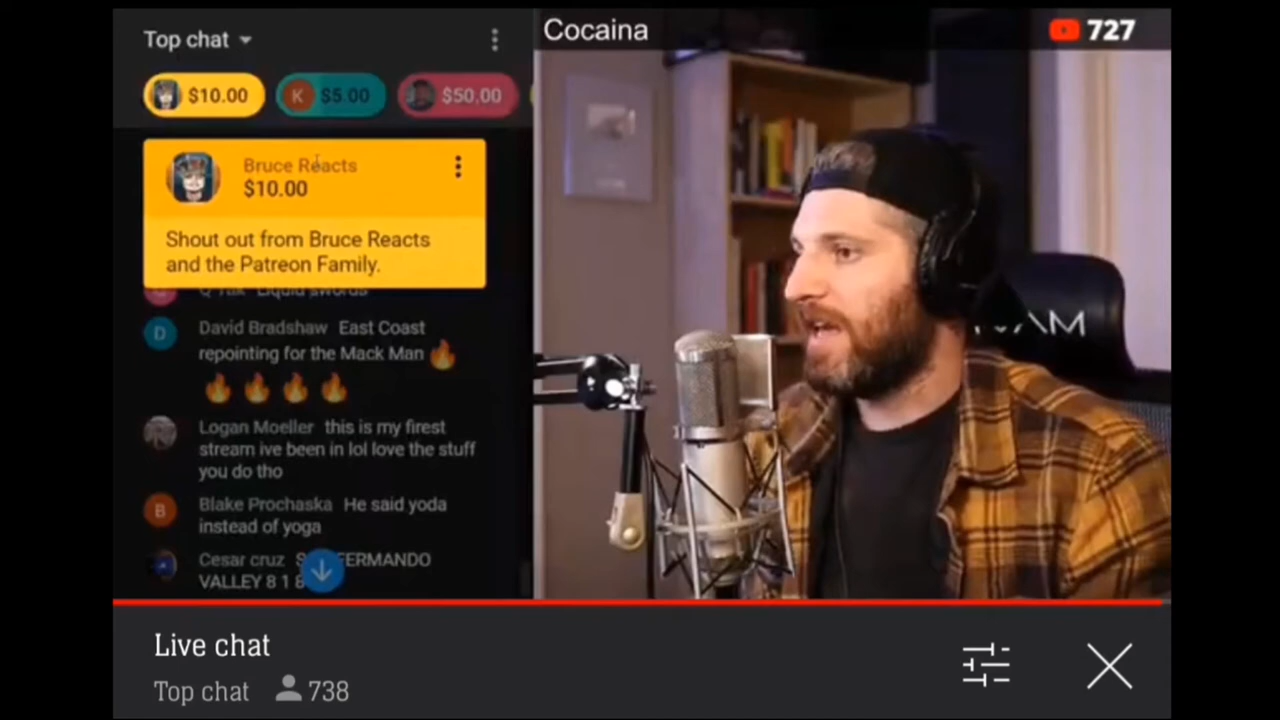 Top chat
$10.00
K $5.00
$50.00
Bruce Reacts
$10.00
Shout out from Bruce Reacts
and the Patreon Family.
D
David Bradshaw East Coast
repointing for the Mack Man
Logan Moeller this is my firest
stream ive been in lol love the stuff
you do tho
B
Blake Prochaska He said yoda
instead of yoga
Cesar cruz
VALLEY 8 1 8
Cocaina
727
Live chat
Top chat 738